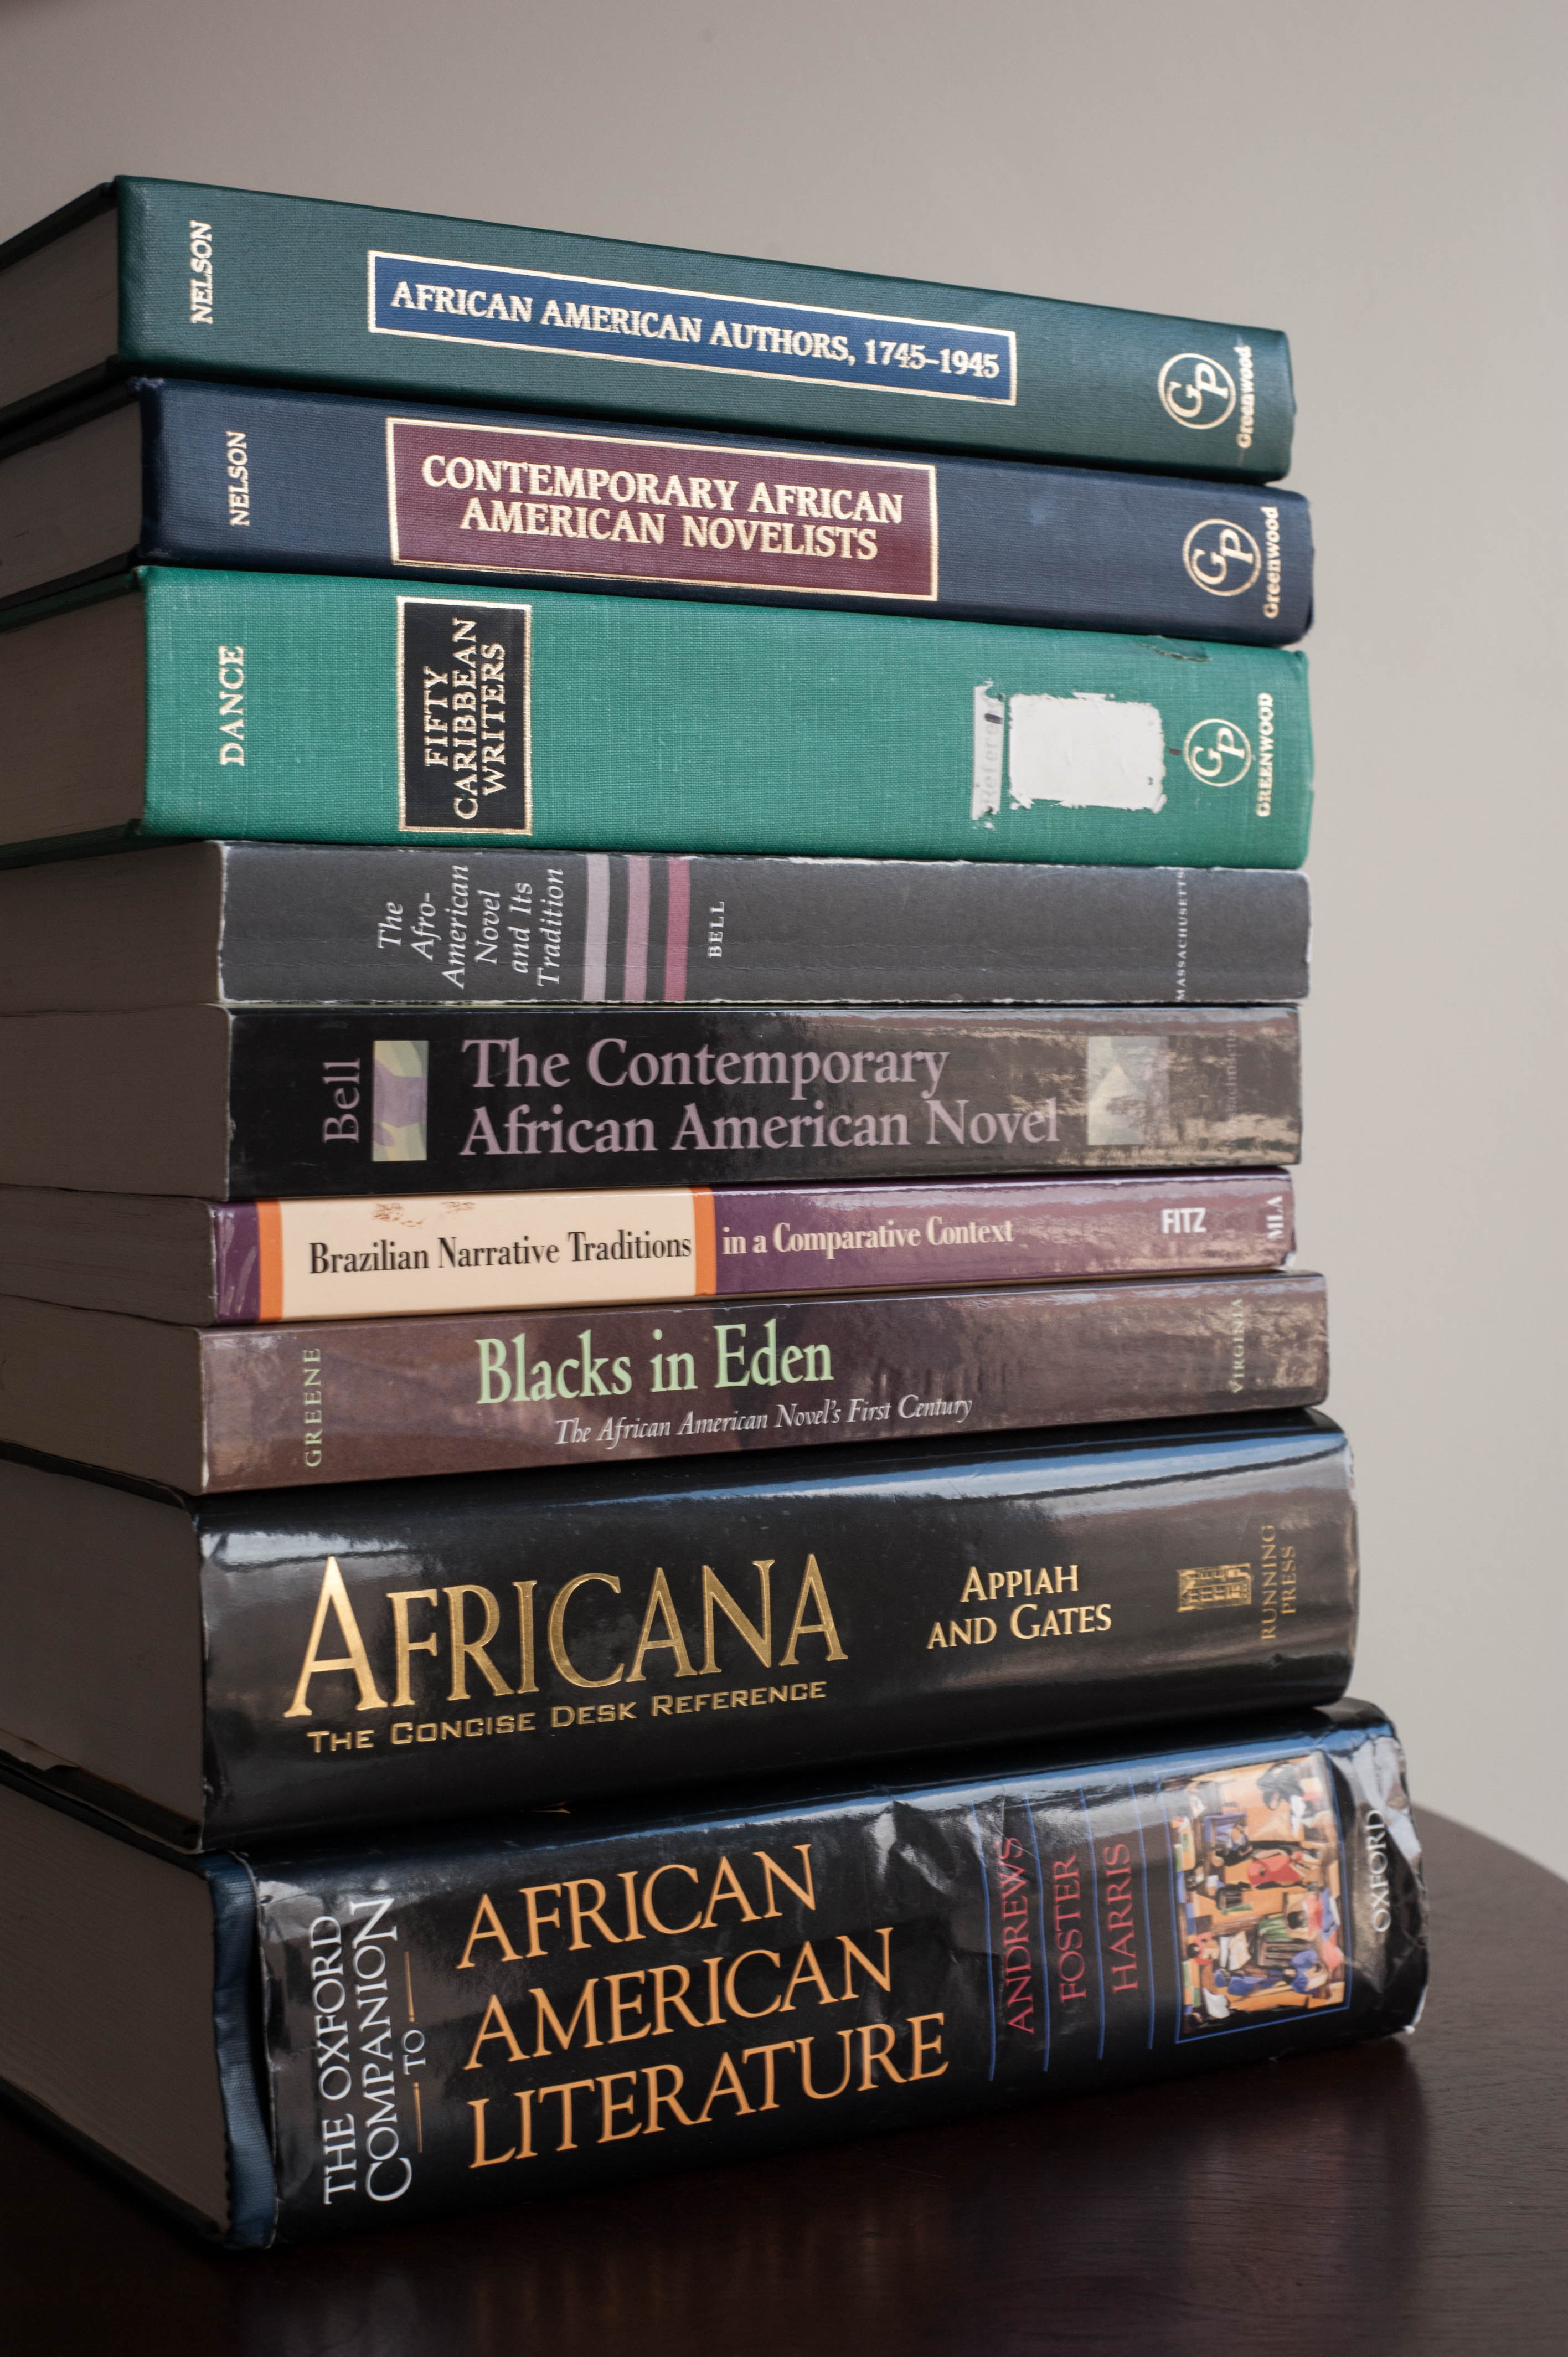 NELSON
AFRICAN AMERICAN AUTHORS, 1745–1945
GP
Greenwood
NELSON
CONTEMPORARY AFRICAN
AMERICAN NOVELISTS
GP
Greenwood
DANCE
FIFTY
CARIBBEAN
WRITERS
GP
GREENWOOD
The
Afro-
American
Novel
and Its
Tradition
BELL
MASSACHUSETTS
Bell
The Contemporary
African American Novel
Brazilian Narrative Traditions in a Comparative Context
FITZ
MLA
GREENE
Blacks in Eden
The African American Novel's First Century
VIRGINIA
AFRICANA
THE CONCISE DESK REFERENCE
APPIAH
AND GATES
RUNNING
PRESS
THE OXFORD
COMPANION
TO
AFRICAN
AMERICAN
LITERATURE
ANDREWS
FOSTER
HARRIS
OXFORD